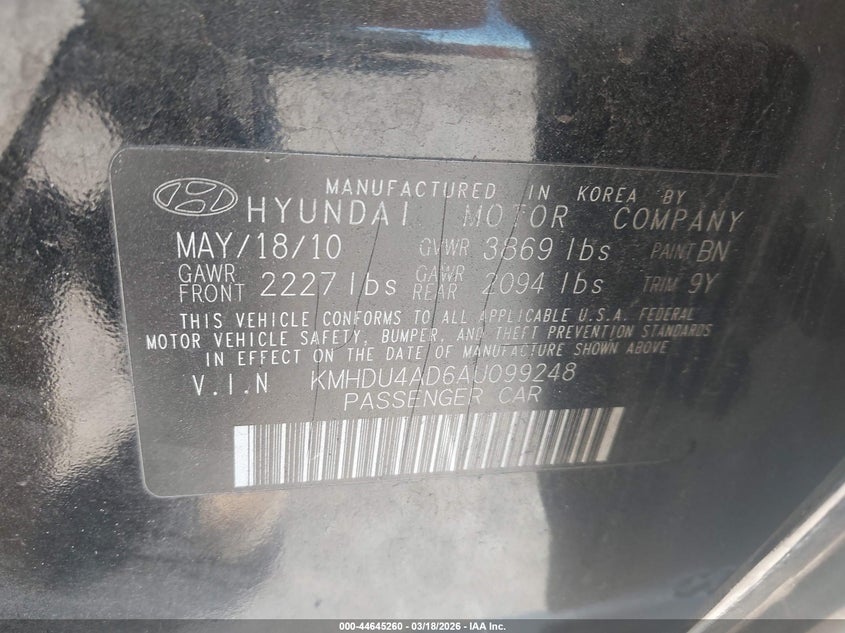 MANUFACTURED IN KOREA BY
HYUNDAI MOTOR COMPANY
MAY/18/10 GVWR 3869 lbs PAINT BN
GAWR FRONT 2227 lbs GAWR REAR 2094 lbs TRIM 9Y
THIS VEHICLE CONFORMS TO ALL APPLICABLE U.S.A. FEDERAL
MOTOR VEHICLE SAFETY, BUMPER, AND THEFT PREVENTION STANDARDS
IN EFFECT ON THE DATE OF MANUFACTURE SHOWN ABOVE.
V.I.N KMHDU4AD6AU099248
PASSENGER CAR
000-44645260 - 03/18/2026 - IAA Inc.